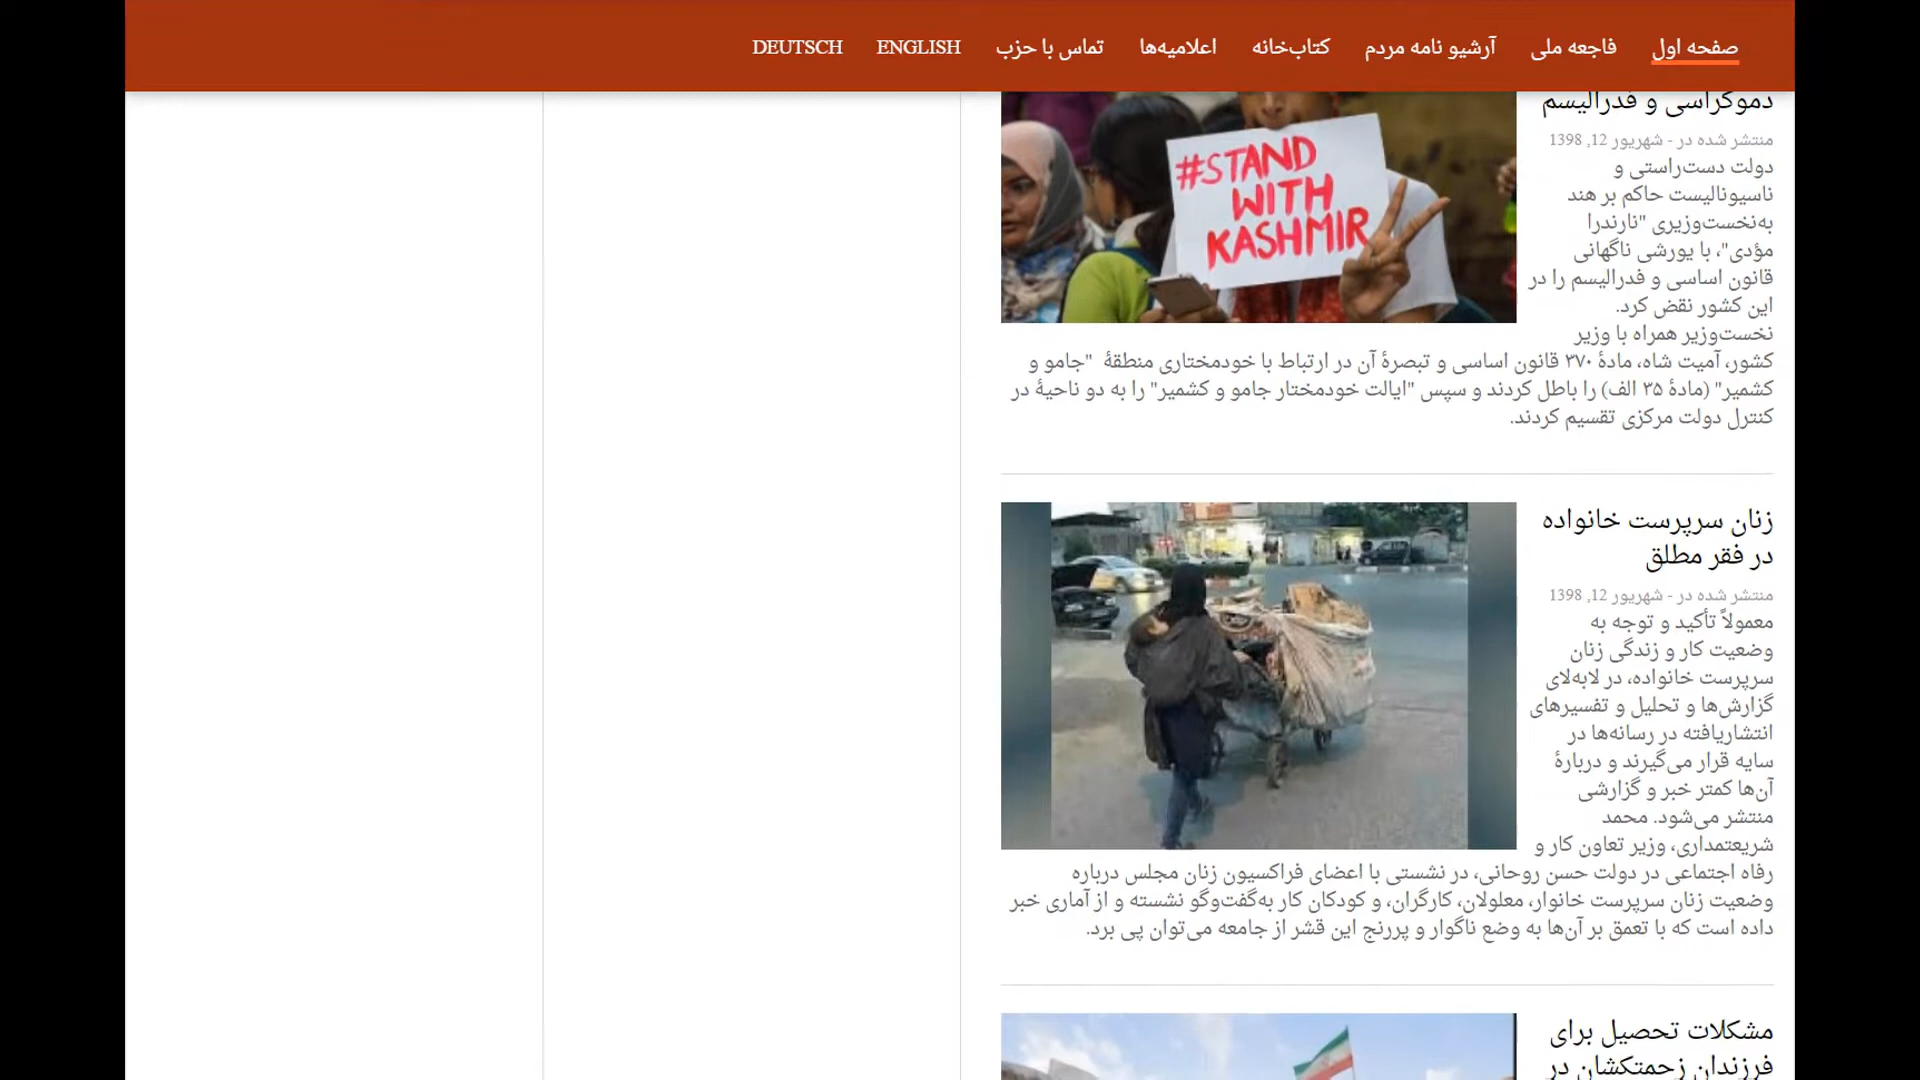 صفحه اول
فاجعه ملی
آرشیو نامه مردم
کتاب‌خانه
اعلامیه‌ها
تماس با حزب
ENGLISH
DEUTSCH
دموکراسی و فدرالیسم
منتشر شده در - شهریور 12, 1398
دولت دست‌راستی و
ناسیونالیست حاکم بر هند
به‌نخست‌وزیری "نارندرا
مؤدی"، با یورشی ناگهانی
قانون اساسی و فدرالیسم را در
این کشور نقض کرد.
نخست‌وزیر همراه با وزیر
کشور، آمیت شاه، مادهٔ ۳۷۰ قانون اساسی و تبصرهٔ آن در ارتباط با خودمختاری منطقهٔ "جامو و
کشمیر" (مادهٔ ۳۵ الف) را باطل کردند و سپس "ایالت خودمختار جامو و کشمیر" را به دو ناحیهٔ در
کنترل دولت مرکزی تقسیم کردند.
#STAND
WITH
KASHMIR
زنان سرپرست خانواده
در فقر مطلق
منتشر شده در - شهریور 12, 1398
معمولاً تأکید و توجه به
وضعیت کار و زندگی زنان
سرپرست خانواده، در لابه‌لای
گزارش‌ها و تحلیل و تفسیرهای
انتشاریافته در رسانه‌ها در
سایه قرار می‌گیرند و دربارهٔ
آن‌ها کمتر خبر و گزارشی
منتشر می‌شود. محمد
شریعتمداری، وزیر تعاون کار و
رفاه اجتماعی در دولت حسن روحانی، در نشستی با اعضای فراکسیون زنان مجلس درباره
وضعیت زنان سرپرست خانوار، معلولان، کارگران، و کودکان کار به‌گفت‌وگو نشسته و از آماری خبر
داده است که با تعمق بر آن‌ها به وضع ناگوار و پررنج این قشر از جامعه می‌توان پی برد.
مشکلات تحصیل برای
فرزندان زحمتکشان در